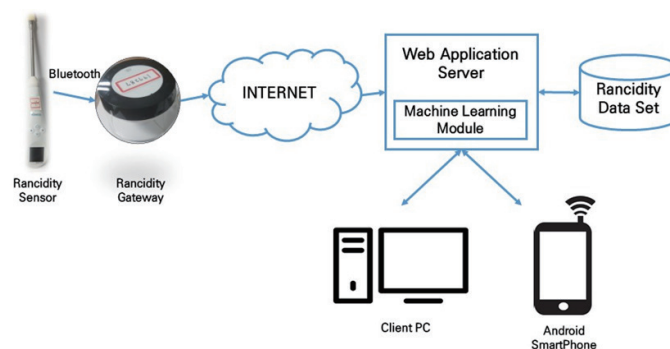 Bluetooth
Rancidity
Sensor
Rancidity
Gateway
INTERNET
Web Application
Server
Machine Learning
Module
Rancidity
Data Set
Client PC
Android
SmartPhone